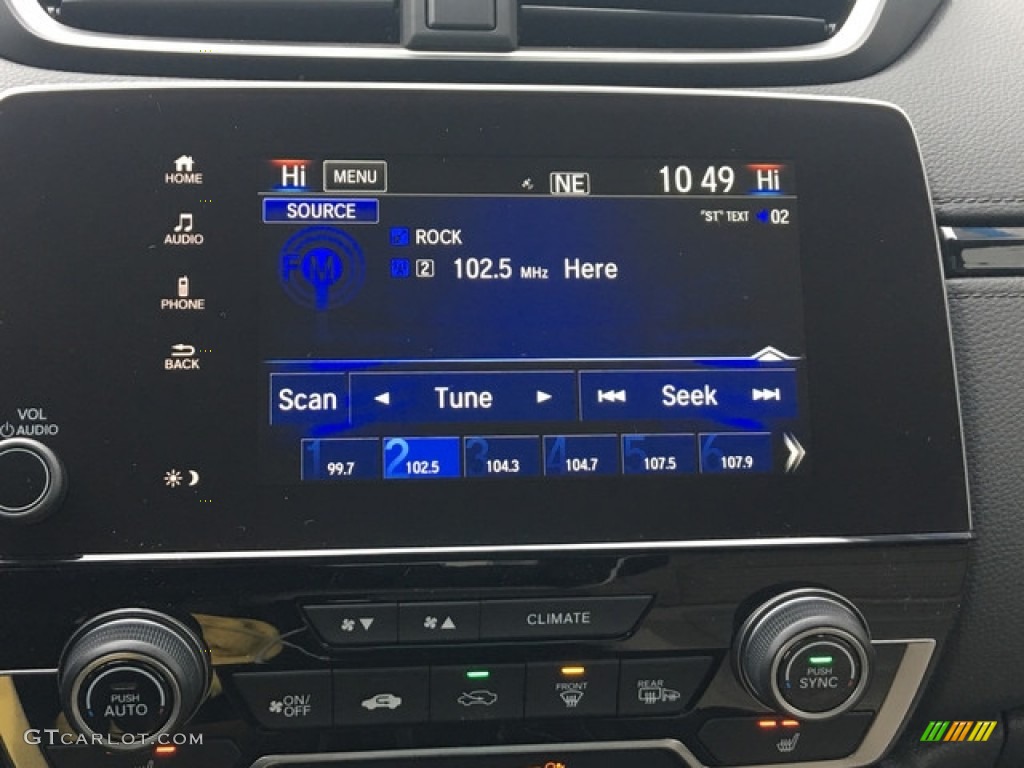 HOME
Hi MENU NE 10 49 Hi
SOURCE "ST" TEXT 02
AUDIO
FM ROCK
2 102.5 MHz Here
PHONE
BACK
Scan Tune Seek
1 99.7 2 102.5 3 104.3 4 104.7 5 107.5 6 107.9
VOL
AUDIO
CLIMATE
PUSH
AUTO
ON/
OFF
FRONT
REAR
PUSH
SYNC
GTCARLOT.COM